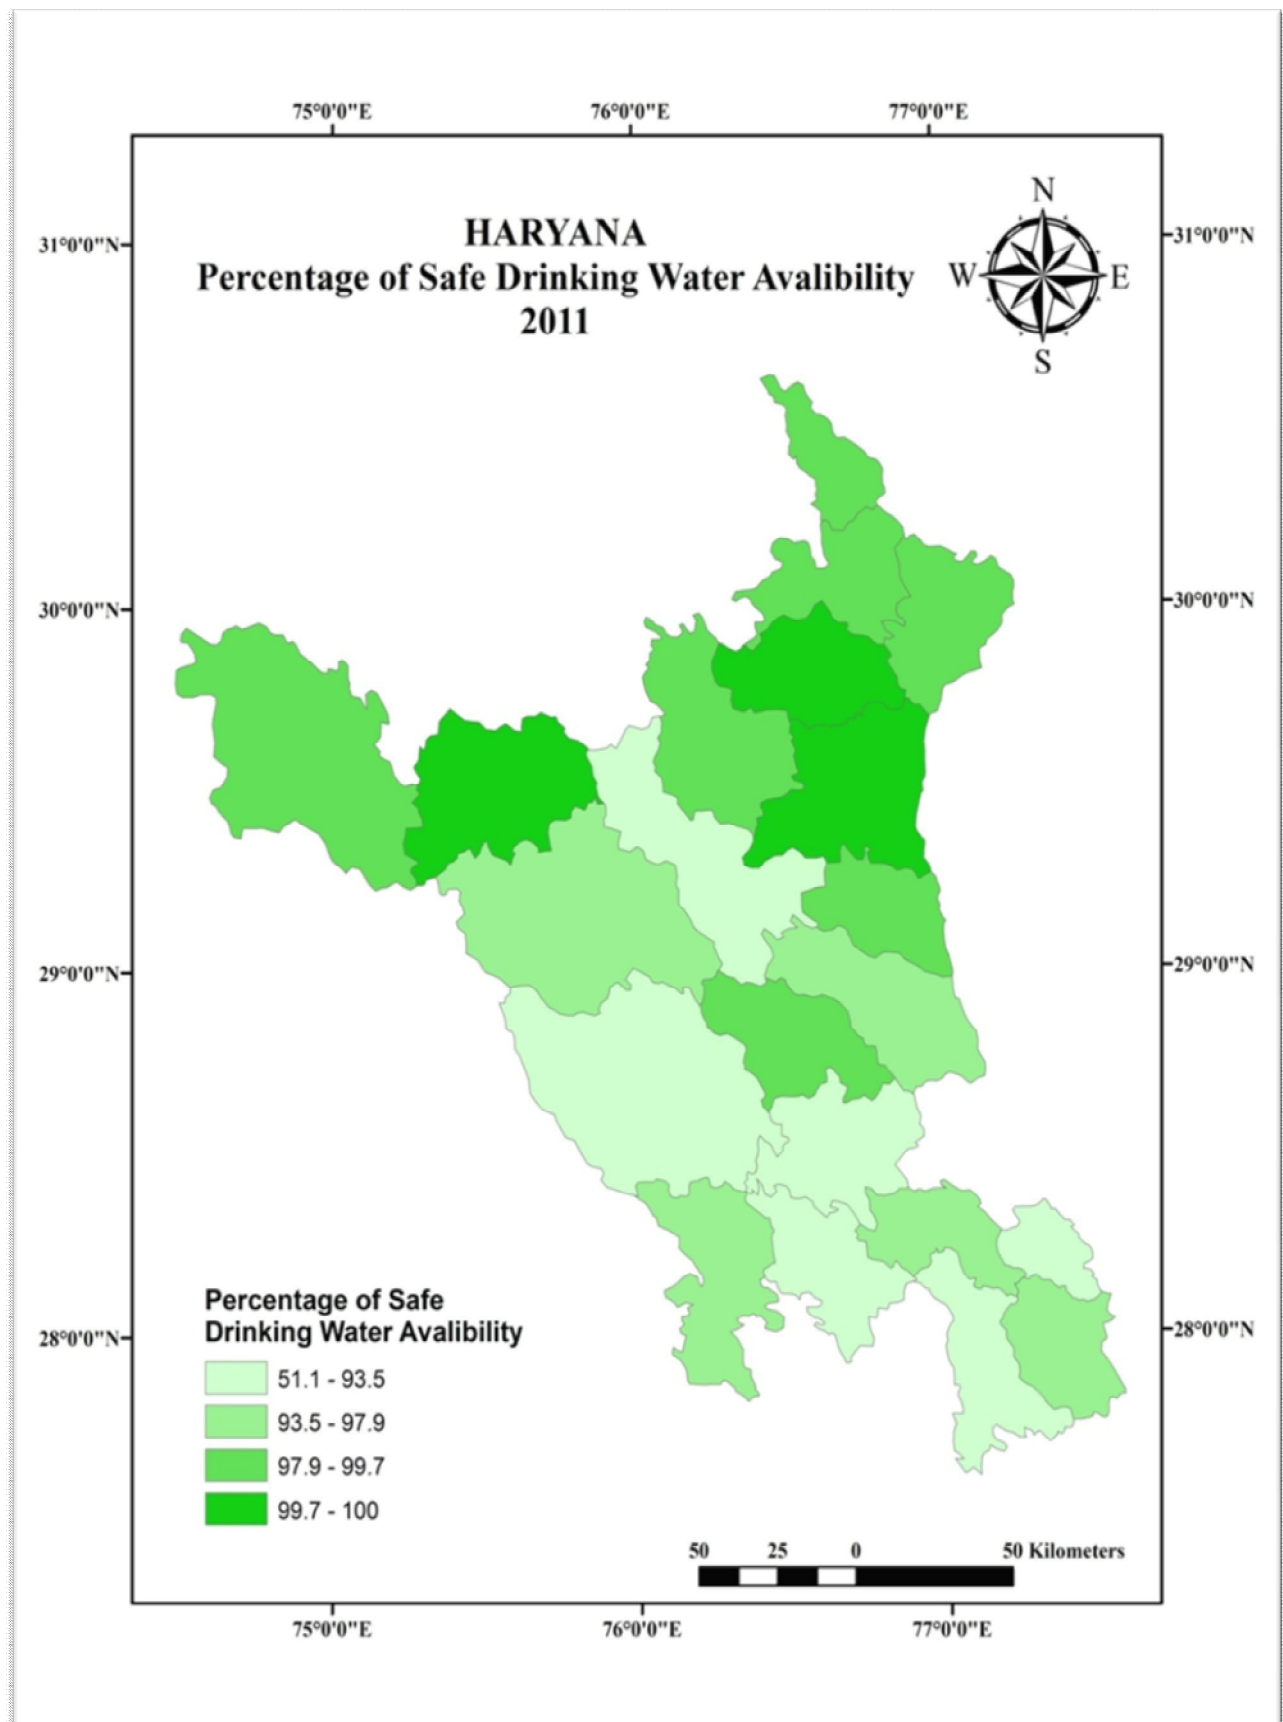 75°0'0"E 76°0'0"E 77°0'0"E
N
HARYANA
31°0'0"N 31°0'0"N
Percentage of Safe Drinking Water Avalibility
W E
2011
S
30°0'0"N 30°0'0"N
29°0'0"N 29°0'0"N
Percentage of Safe
Drinking Water Avalibility
28°0'0"N 28°0'0"N
51.1 - 93.5
93.5 - 97.9
97.9 - 99.7
99.7 - 100
50 25 0 50 Kilometers
75°0'0"E 76°0'0"E 77°0'0"E